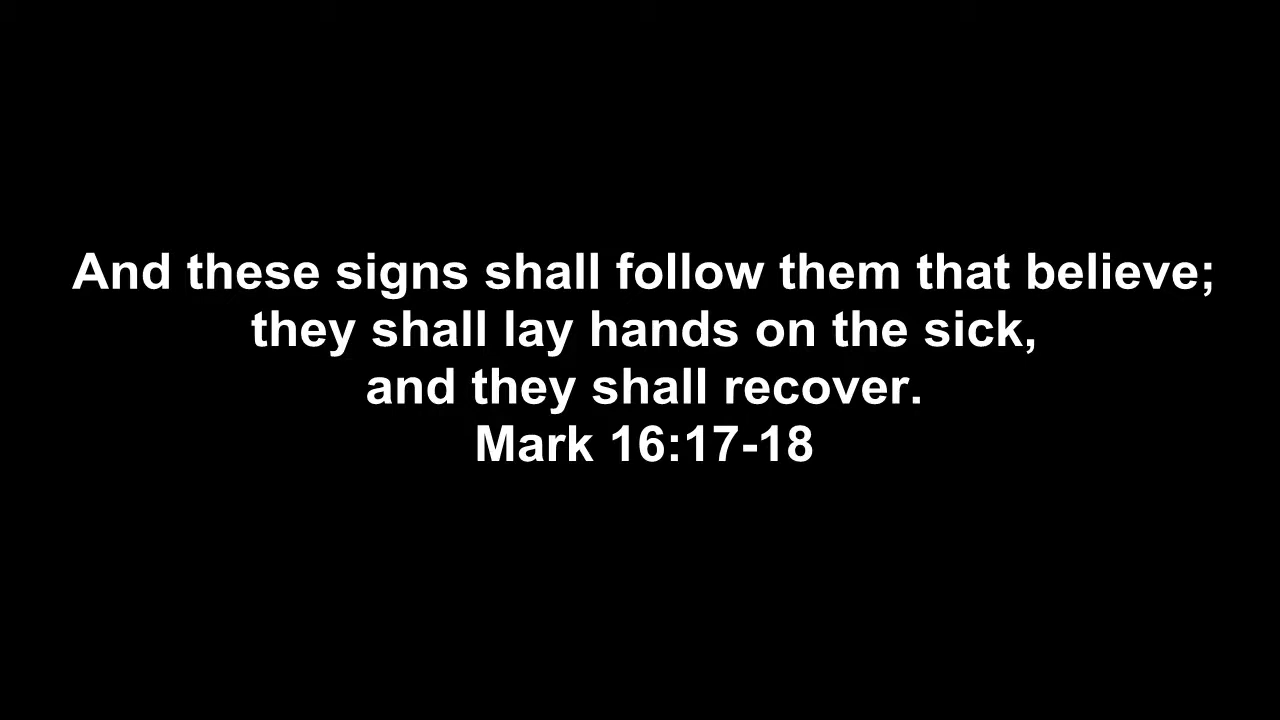 And these signs shall follow them that believe;
they shall lay hands on the sick,
and they shall recover.
Mark 16:17-18